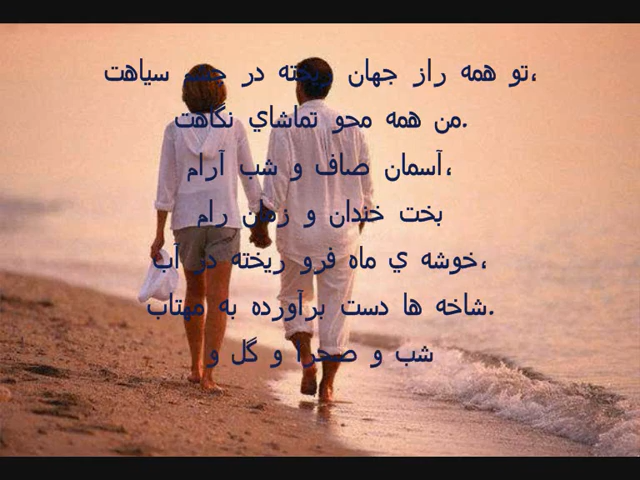 تو همه راز جهان ریخته در چشم سیاهت،
من همه محو تماشاي نگاهت.
آسمان صاف و شب آرام،
بخت خندان و زمان رام
خوشه ي ماه فرو ریخته در آب،
شاخه ها دست برآورده به مهتاب.
شب و صحرا و گل و